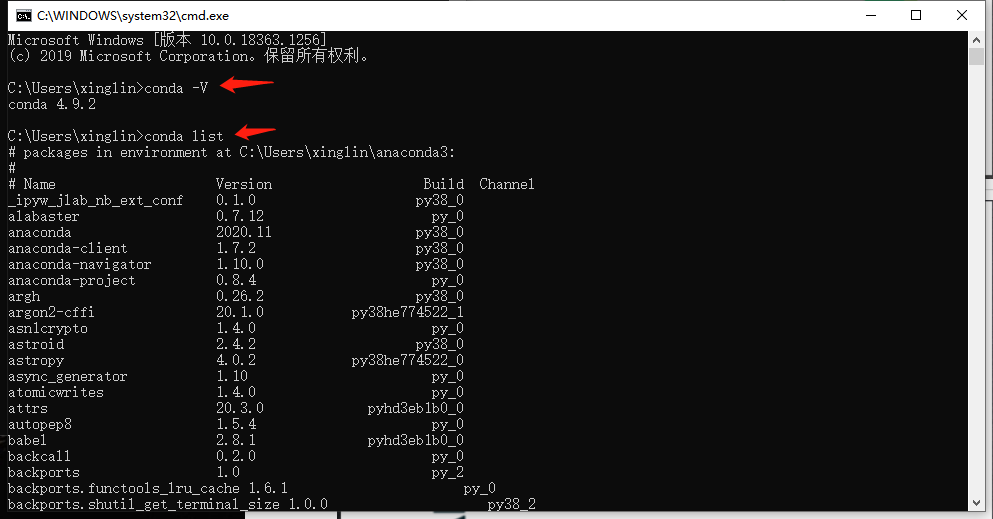 C:\WINDOWS\system32\cmd.exe
Microsoft Windows [版本 10.0.18363.1256]
(c) 2019 Microsoft Corporation。保留所有权利。
C:\Users\xinglin>conda -V
conda 4.9.2
C:\Users\xinglin>conda list
# packages in environment at C:\Users\xinglin\anaconda3:
#
# Name Version Build Channel
_ipyw_jlab_nb_ext_conf 0.1.0 py38_0
alabaster 0.7.12 py_0
anaconda 2020.11 py38_0
anaconda-client 1.7.2 py38_0
anaconda-navigator 1.10.0 py38_0
anaconda-project 0.8.4 py_0
argh 0.26.2 py38_0
argon2-cffi 20.1.0 py38he774522_1
asn1crypto 1.4.0 py_0
astroid 2.4.2 py38_0
astropy 4.0.2 py38he774522_0
async_generator 1.10 py_0
atomicwrites 1.4.0 py_0
attrs 20.3.0 pyhd3eb1b0_0
autopep8 1.5.4 py_0
babel 2.8.1 pyhd3eb1b0_0
backcall 0.2.0 py_0
backports 1.0 py_2
backports.functools_lru_cache 1.6.1 py_0
backports.shutil_get_terminal_size 1.0.0 py38_2